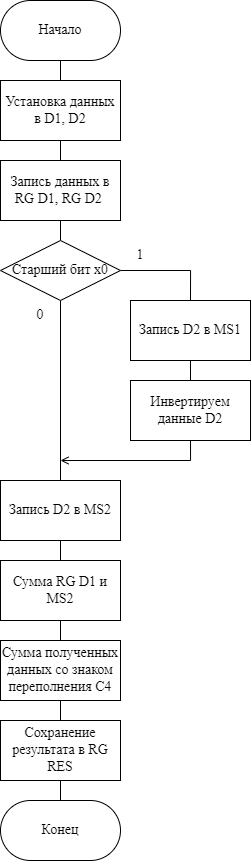 Начало
Установка данных
в D1, D2
Запись данных в
RG D1, RG D2
Старший бит x0
1
0
Запись D2 в MS1
Инвертируем
данные D2
Запись D2 в MS2
Сумма RG D1 и
MS2
Сумма полученных
данных со знаком
переполнения C4
Сохранение
результата в RG
RES
Конец